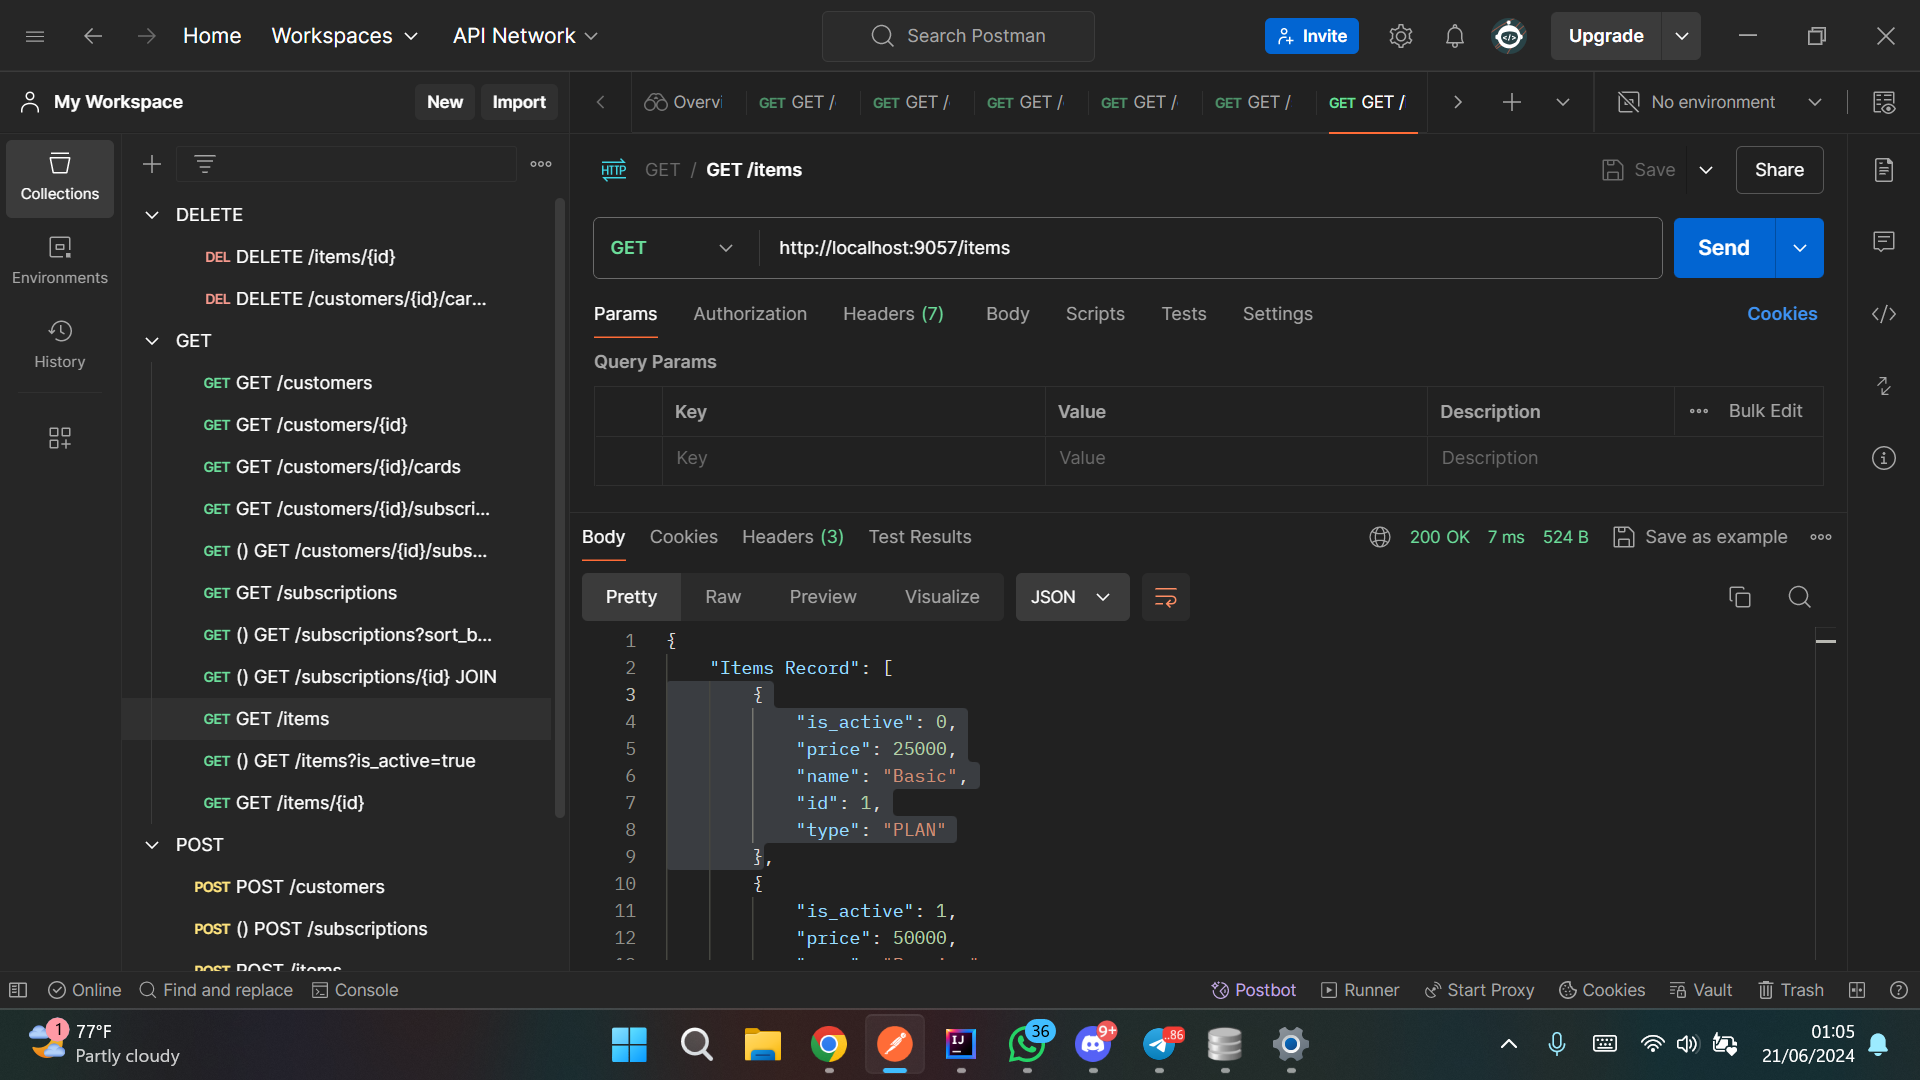 Home
Workspaces
API Network
Search Postman
Invite
Upgrade
My Workspace
New
Import
Overvi
GET GET /
GET GET /
GET GET /
GET GET /
GET GET /
GET GET /
No environment
Collections
Environments
History
DELETE
DEL DELETE /items/{id}
DEL DELETE /customers/{id}/car...
GET
GET GET /customers
GET GET /customers/{id}
GET GET /customers/{id}/cards
GET GET /customers/{id}/subscri...
GET () GET /customers/{id}/subs...
GET GET /subscriptions
GET () GET /subscriptions?sort_b...
GET () GET /subscriptions/{id} JOIN
GET GET /items
GET () GET /items?is_active=true
GET GET /items/{id}
POST
POST POST /customers
POST () POST /subscriptions
POST POST /items
HTTP GET / GET /items
Save
Share
GET
http://localhost:9057/items
Send
Params
Authorization
Headers (7)
Body
Scripts
Tests
Settings
Cookies
Query Params
Key
Value
Description
Bulk Edit
Key
Value
Description
Body
Cookies
Headers (3)
Test Results
200 OK
7 ms
524 B
Save as example
Pretty
Raw
Preview
Visualize
JSON
1 {
2 "Items Record": [
3 {
4 "is_active": 0,
5 "price": 25000,
6 "name": "Basic",
7 "id": 1,
8 "type": "PLAN"
9 },
10 {
11 "is_active": 1,
12 "price": 50000,
Online
Find and replace
Console
Postbot
Runner
Start Proxy
Cookies
Vault
Trash
1
77°F
Partly cloudy
IJ
36
9+
..86
01:05
21/06/2024